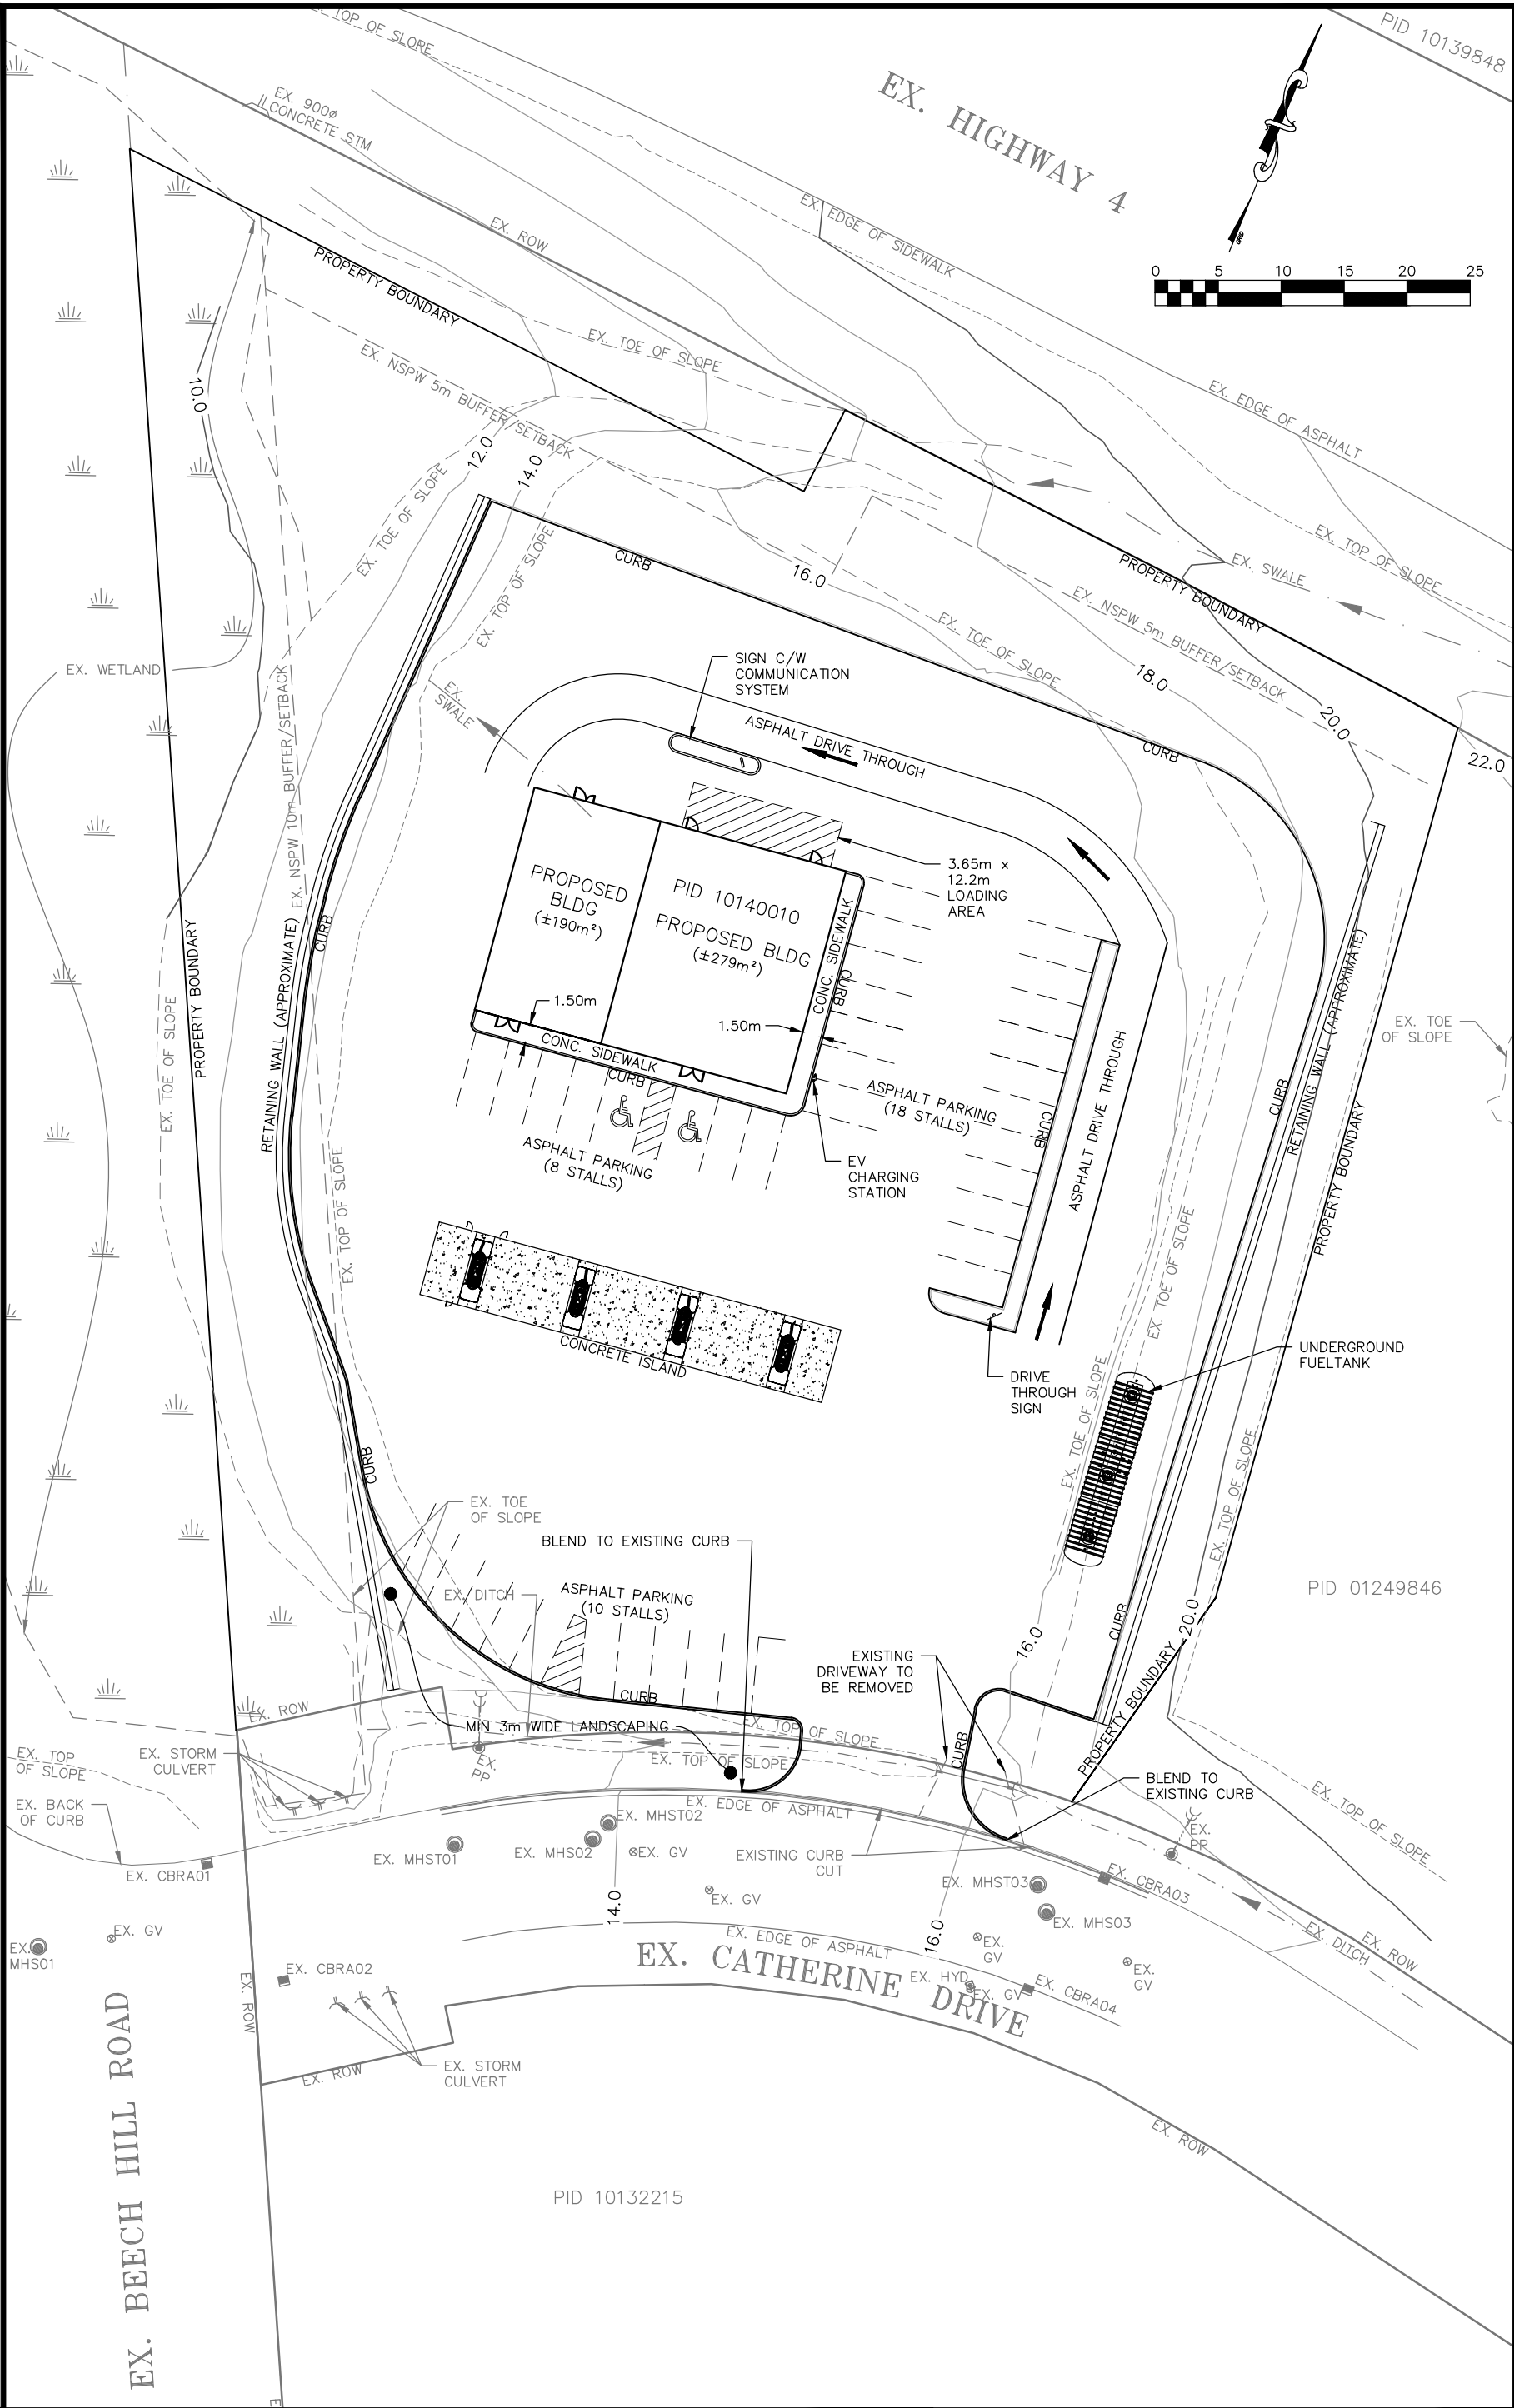 PID 10139848
EX. TOP OF SLOPE
EX. HIGHWAY 4
EX. 900ø
CONCRETE STM
GRID
0 5 10 15 20 25
EX. EDGE OF SIDEWALK
EX. ROW
PROPERTY BOUNDARY
EX. TOE OF SLOPE
EX. NSPW 5m BUFFER/SETBACK
EX. EDGE OF ASPHALT
10.0
12.0
14.0
EX. TOE OF SLOPE
EX. TOP OF SLOPE
CURB
16.0
EX. TOP OF SLOPE
EX. SWALE
PROPERTY BOUNDARY
EX. NSPW 5m BUFFER/SETBACK
EX. TOE OF SLOPE
18.0
20.0
22.0
EX. WETLAND
EX.
SWALE
SIGN C/W
COMMUNICATION
SYSTEM
ASPHALT DRIVE THROUGH
CURB
EX. NSPW 10m BUFFER/SETBACK
3.65m x
12.2m
LOADING
AREA
PROPOSED
BLDG
(±190m²)
PID 10140010
PROPOSED BLDG
(±279m²)
CONC. SIDEWALK
CURB
CURB
RETAINING WALL (APPROXIMATE)
PROPERTY BOUNDARY
EX. TOE OF SLOPE
1.50m
1.50m
CONC. SIDEWALK
CURB
RETAINING WALL (APPROXIMATE)
CURB
EX. TOE
OF SLOPE
ASPHALT PARKING
(18 STALLS)
CURB
ASPHALT DRIVE THROUGH
PROPERTY BOUNDARY
ASPHALT PARKING
(8 STALLS)
EV
CHARGING
STATION
EX. TOP OF SLOPE
EX. TOE OF SLOPE
CONCRETE ISLAND
UNDERGROUND
FUELTANK
DRIVE
THROUGH
SIGN
EX. TOE OF SLOPE
EX. TOP OF SLOPE
CURB
EX. TOE
OF SLOPE
BLEND TO EXISTING CURB
EX. DITCH
ASPHALT PARKING
(10 STALLS)
PID 01249846
CURB
20.0
16.0
EXISTING
DRIVEWAY TO
BE REMOVED
PROPERTY BOUNDARY
CURB
EX. ROW
MIN 3m WIDE LANDSCAPING
EX. TOP OF SLOPE
EX. TOP OF SLOPE
CURB
EX.
PP
EX. TOP
OF SLOPE
EX. STORM
CULVERT
BLEND TO
EXISTING CURB
EX. BACK
OF CURB
EX. EDGE OF ASPHALT
EX. MHST02
EX. MHST01
EX. MHS02
EX. GV
EXISTING CURB
CUT
EX.
PP
EX. TOP OF SLOPE
EX. CBRA01
EX. MHST03
EX. CBRA03
EX. GV
14.0
EX. MHS03
EX.
MHS01
EX. GV
EX. EDGE OF ASPHALT
16.0
EX.
GV
EX. DITCH
EX. ROW
EX. CBRA02
EX. CATHERINE DRIVE
EX. HYD
EX. GV
EX. CBRA04
EX.
GV
EX. ROW
EX. STORM
CULVERT
EX. ROW
EX. ROW
EX. BEECH HILL ROAD
PID 10132215